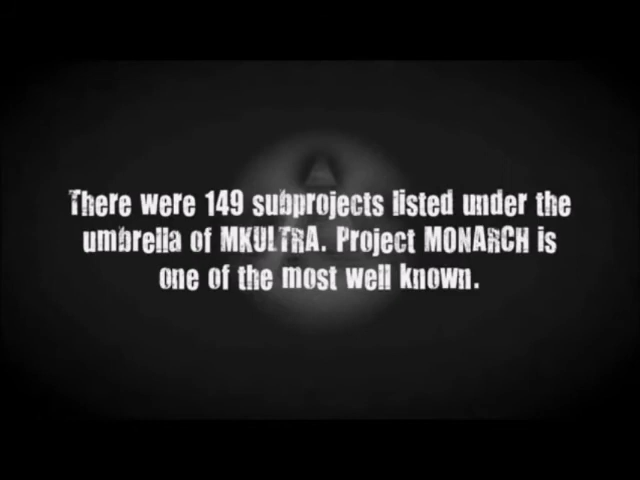 There were 149 subprojects listed under the
umbrella of MKULTRA. Project MONARCH is
one of the most well known.